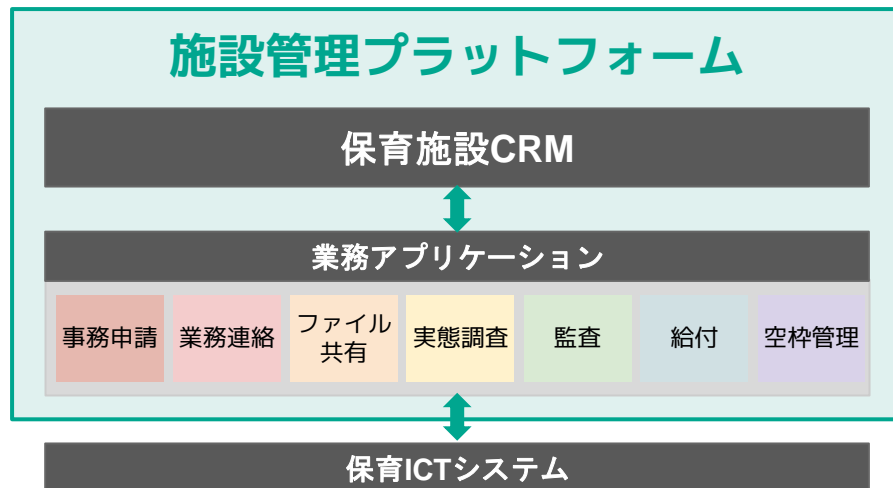 施設管理プラットフォーム
保育施設CRM
業務アプリケーション
事務申請
業務連絡
ファイル
共有
実態調査
監査
給付
空枠管理
保育ICTシステム